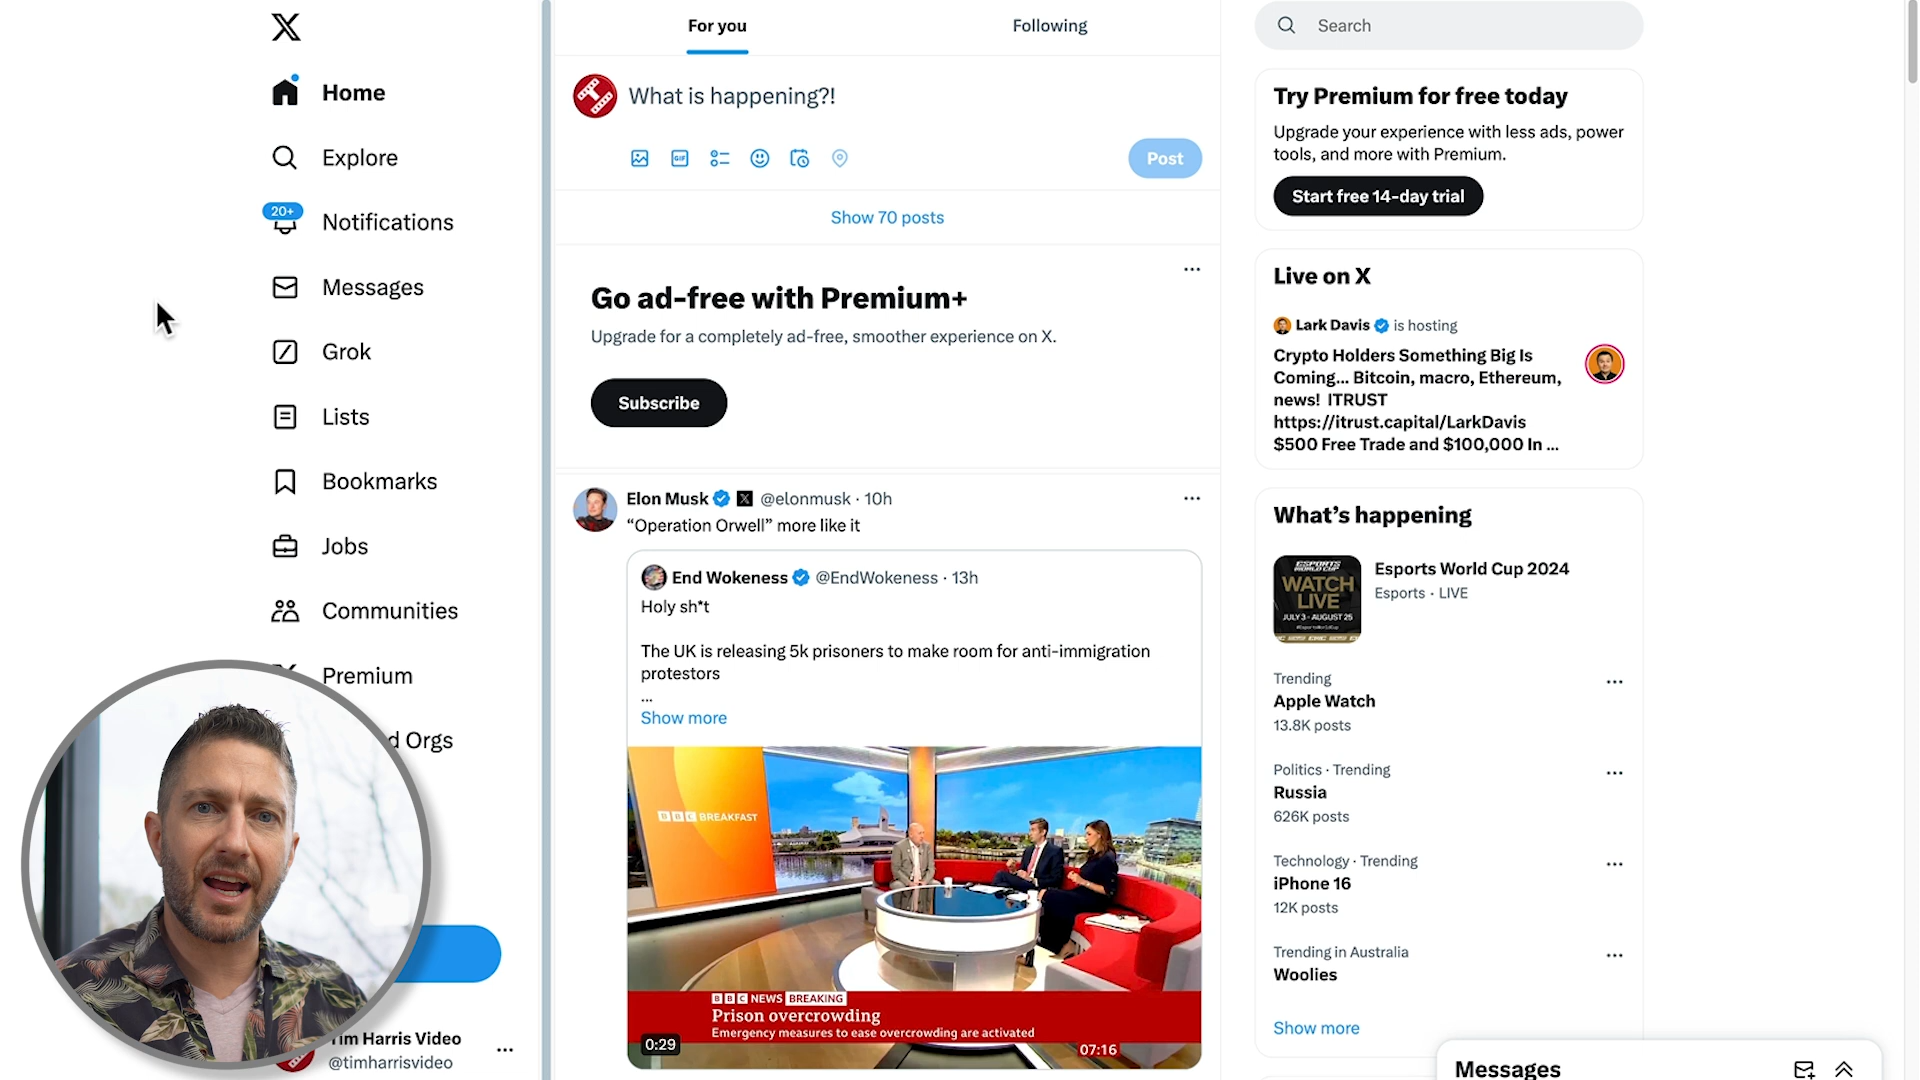 Home
Explore
20+
Notifications
Messages
Grok
Lists
Bookmarks
Jobs
Communities
Premium
d Orgs
Tim Harris Video
@timharrisvideo
For you
Following
What is happening?!
GIF
Post
Show 70 posts
Go ad-free with Premium+
Upgrade for a completely ad-free, smoother experience on X.
Subscribe
Elon Musk @elonmusk · 10h
“Operation Orwell” more like it
End Wokeness @EndWokeness · 13h
Holy sh*t
The UK is releasing 5k prisoners to make room for anti-immigration
protestors
...
Show more
BBC BREAKFAST
BBC NEWS BREAKING
Prison overcrowding
Emergency measures to ease overcrowding are activated
0:29
07:16
Search
Try Premium for free today
Upgrade your experience with less ads, power
tools, and more with Premium.
Start free 14-day trial
Live on X
Lark Davis is hosting
Crypto Holders Something Big Is
Coming... Bitcoin, macro, Ethereum,
news! ITRUST
https://itrust.capital/LarkDavis
$500 Free Trade and $100,000 In ...
What’s happening
ESPORTS
WORLD CUP
WATCH
LIVE
JULY 3 - AUGUST 25
Esports World Cup 2024
Esports · LIVE
Trending
Apple Watch
13.8K posts
Politics · Trending
Russia
626K posts
Technology · Trending
iPhone 16
12K posts
Trending in Australia
Woolies
Show more
Messages